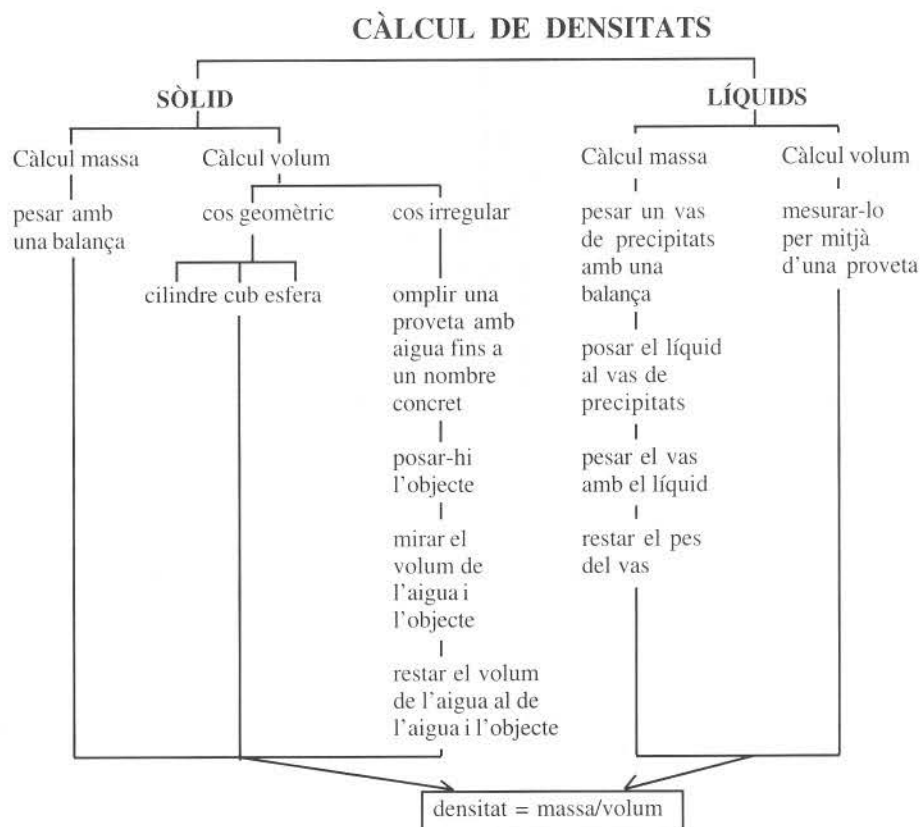 CÀLCUL DE DENSITATS
SÒLID
Càlcul massa
pesar amb
una balança
Càlcul volum
cos geomètric
cilindre cub esfera
cos irregular
omplir una
proveta amb
aigua fins a
un nombre
concret
posar-hi
l'objecte
mirar el
volum de
l'aigua i
l'objecte
restar el volum
de l'aigua al de
l'aigua i l'objecte
LÍQUIDS
Càlcul massa
pesar un vas
de precipitats
amb una
balança
posar el líquid
al vas de
precipitats
pesar el vas
amb el líquid
restar el pes
del vas
Càlcul volum
mesurar-lo
per mitjà
d'una proveta
densitat = massa/volum